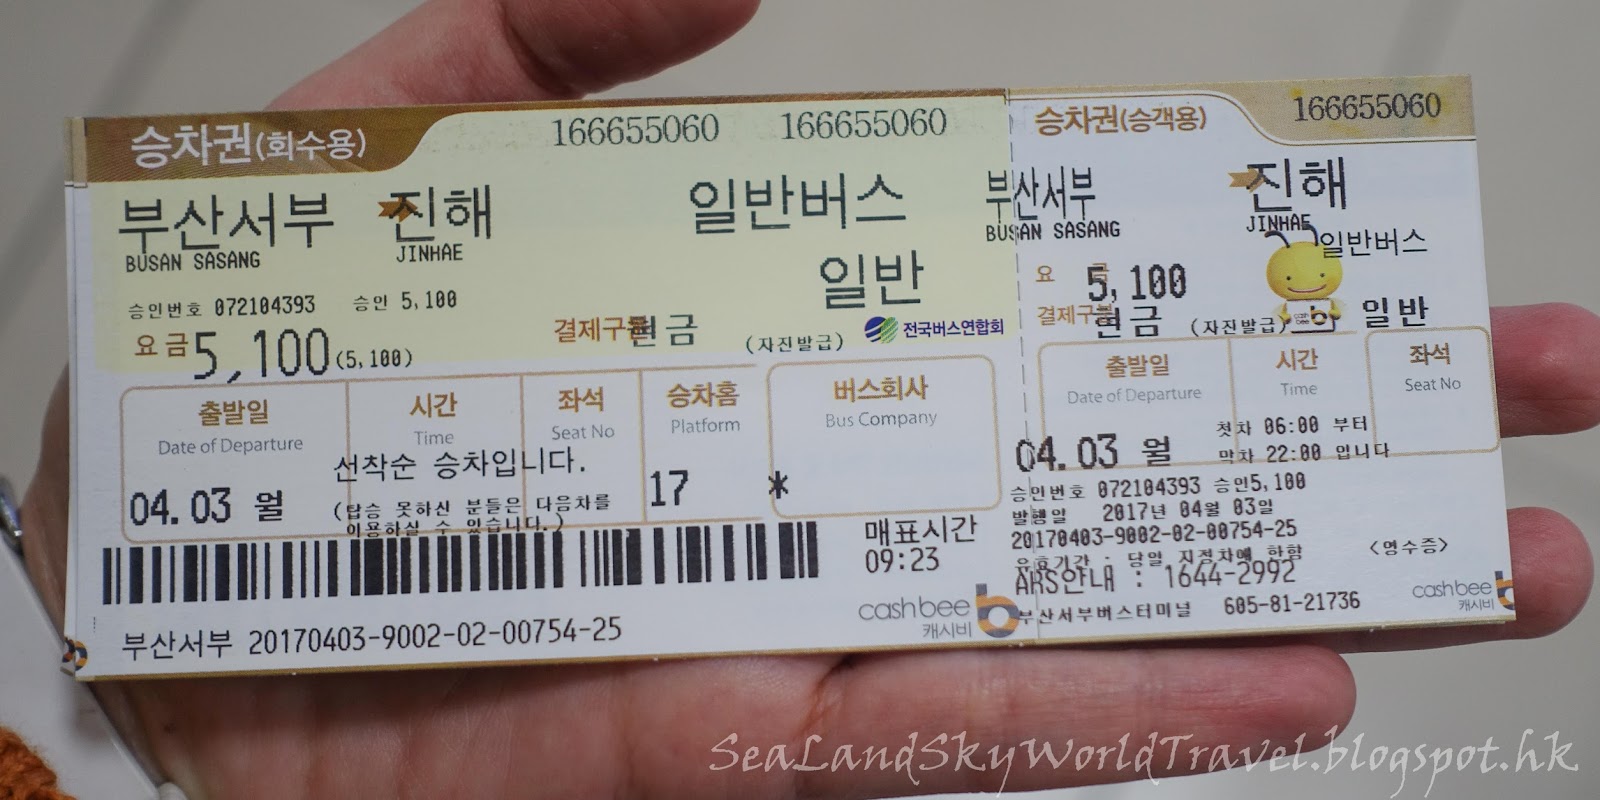 승차권(회수용) 166655060 166655060
부산서부 진해 일반버스
BUSAN SASANG JINHAE
일반
승인번호 072104393 승인 5,100
요금 5,100(5,100) 결제구분 현금 (자진발급) 전국버스연합회
출발일 시간 좌석 승차홈 버스회사
Date of Departure Time Seat No Platform Bus Company
선착순 승차입니다.
04.03 월 17 *
(탑승 못하신 분들은 다음차를
이용하실 수 있습니다.)
매표시간
09:23
cashbee b
캐시비
부산서부 20170403-9002-02-00754-25
b
승차권(승객용) 166655060
부산서부 진해
BUSAN SASANG JINHAE
일반버스
요 금 5,100
결제구분 현금 (자진발급) b 일반
출발일 시간 좌석
Date of Departure Time Seat No
첫차 06:00 부터
04.03 월 막차 22:00 입니다
승인번호 072104393 승인5,100
발행일 2017년 04월 03일
20170403-9002-02-00754-25
유효기간 - 당일 지정차에 한함 <영수증>
ARS안내 : 1644-2992
부산서부버스터미널 605-81-21736
cashbee b
캐시비
SeaLandSkyWorldTravel.blogspot.hk